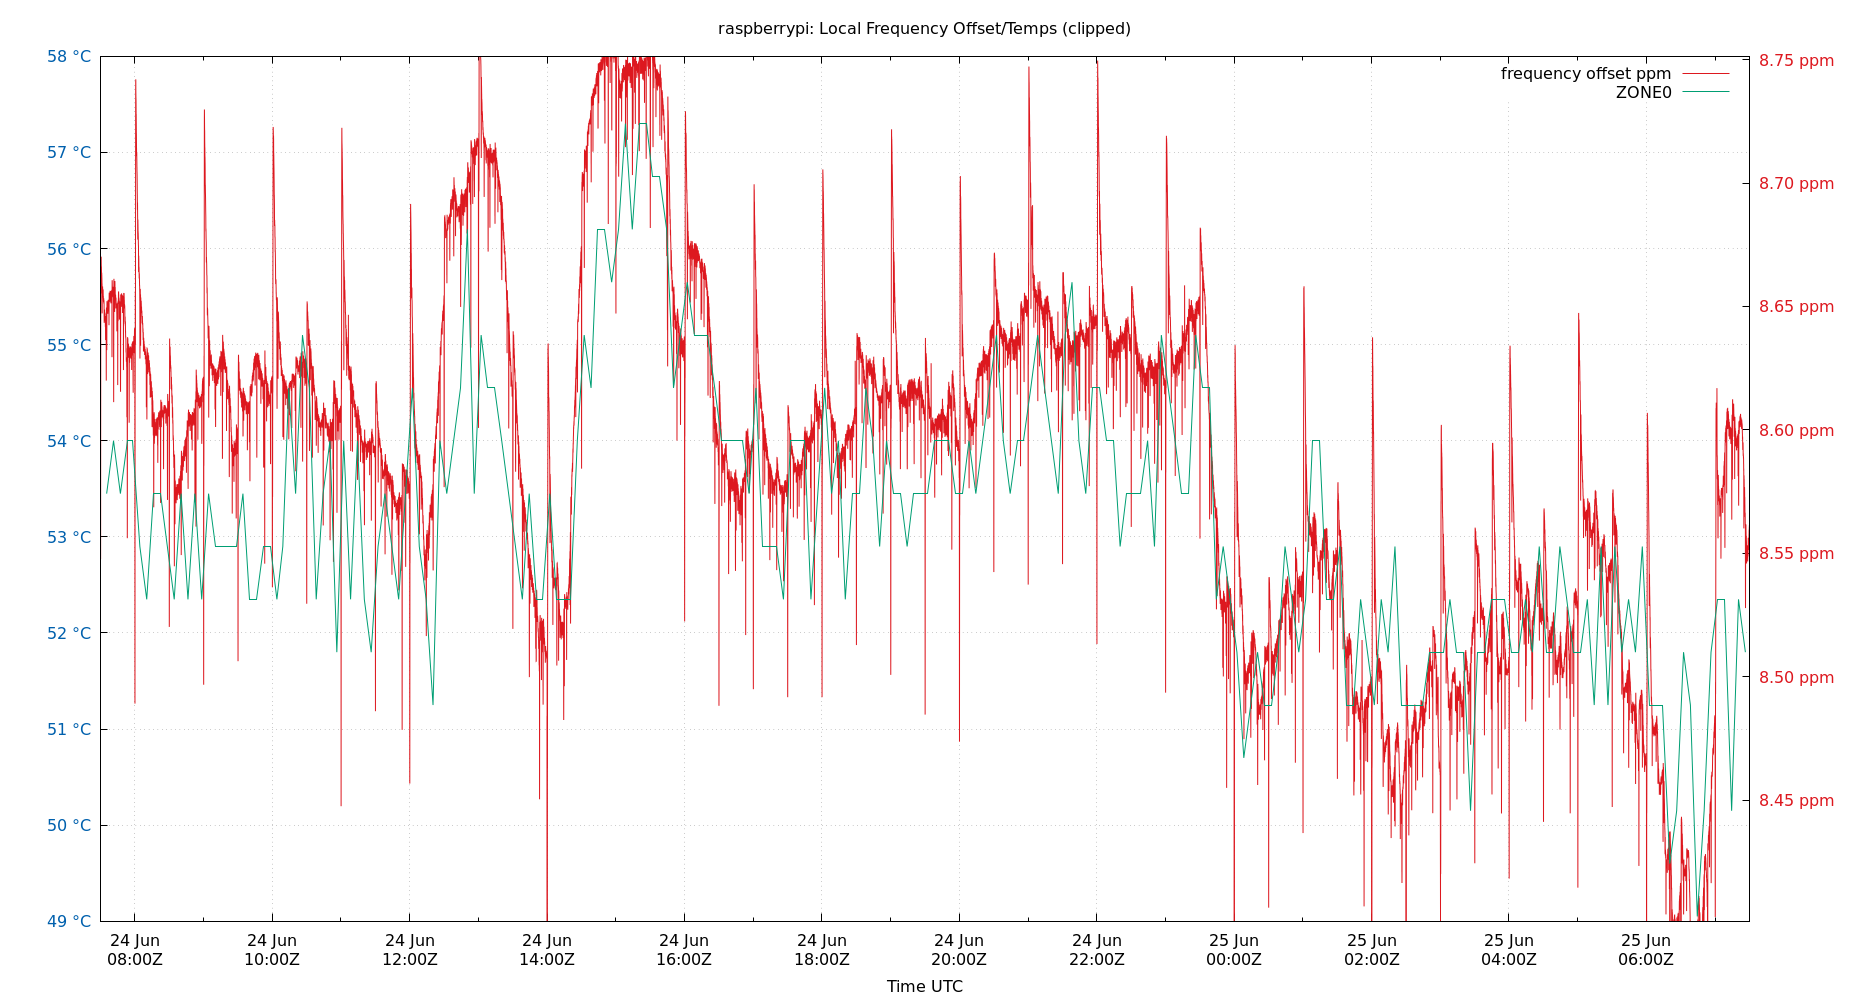 raspberrypi: Local Frequency Offset/Temps (clipped)
58 °C
57 °C
56 °C
55 °C
54 °C
53 °C
52 °C
51 °C
50 °C
49 °C
8.75 ppm
8.70 ppm
8.65 ppm
8.60 ppm
8.55 ppm
8.50 ppm
8.45 ppm
frequency offset ppm
ZONE0
24 Jun
08:00Z
24 Jun
10:00Z
24 Jun
12:00Z
24 Jun
14:00Z
24 Jun
16:00Z
24 Jun
18:00Z
24 Jun
20:00Z
24 Jun
22:00Z
25 Jun
00:00Z
25 Jun
02:00Z
25 Jun
04:00Z
25 Jun
06:00Z
Time UTC